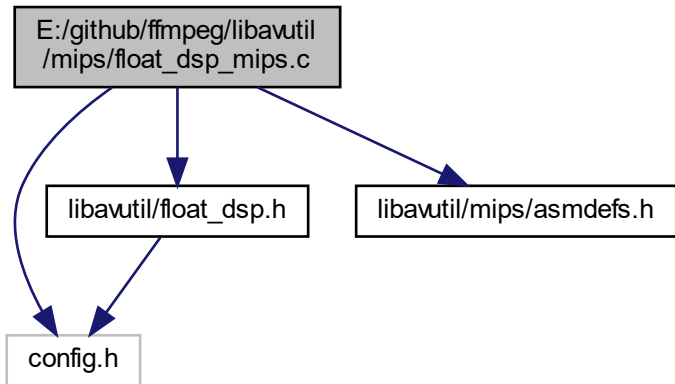 E:/github/ffmpeg/libavutil
/mips/float_dsp_mips.c
libavutil/float_dsp.h
libavutil/mips/asmdefs.h
config.h